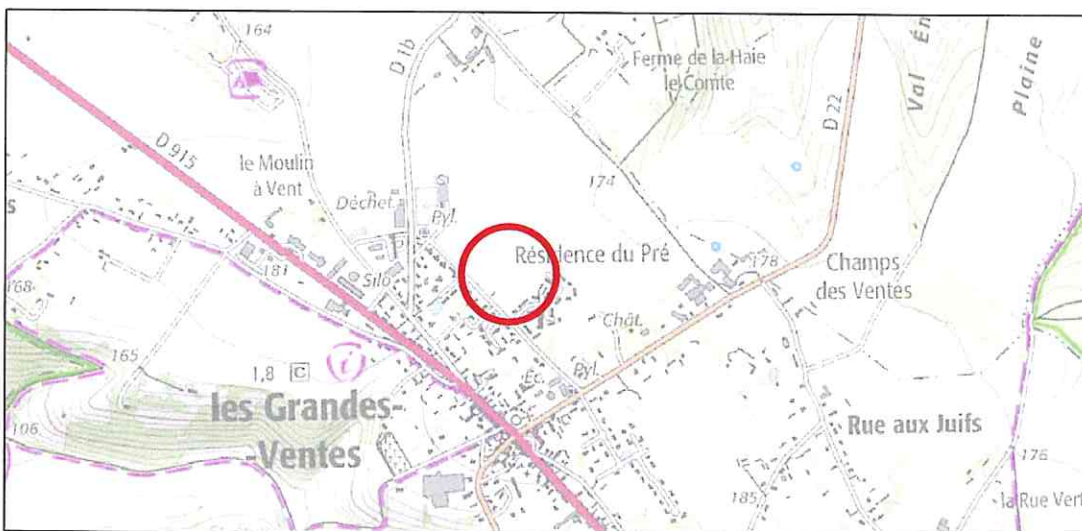 164
D 1b
Ferme de la Haie
le Comte
Val
Plaine
D 22
D 915
le Moulin
à Vent
174
Déchet.
Pyl.
Résidence du Pré
178
Champs
des Ventes
s
181
Silo
168
Chât.
165
i
1,8 C
Pyl.
Éc.
les Grandes-
-Ventes
Rue aux Juifs
106
176
185
la Rue Vert